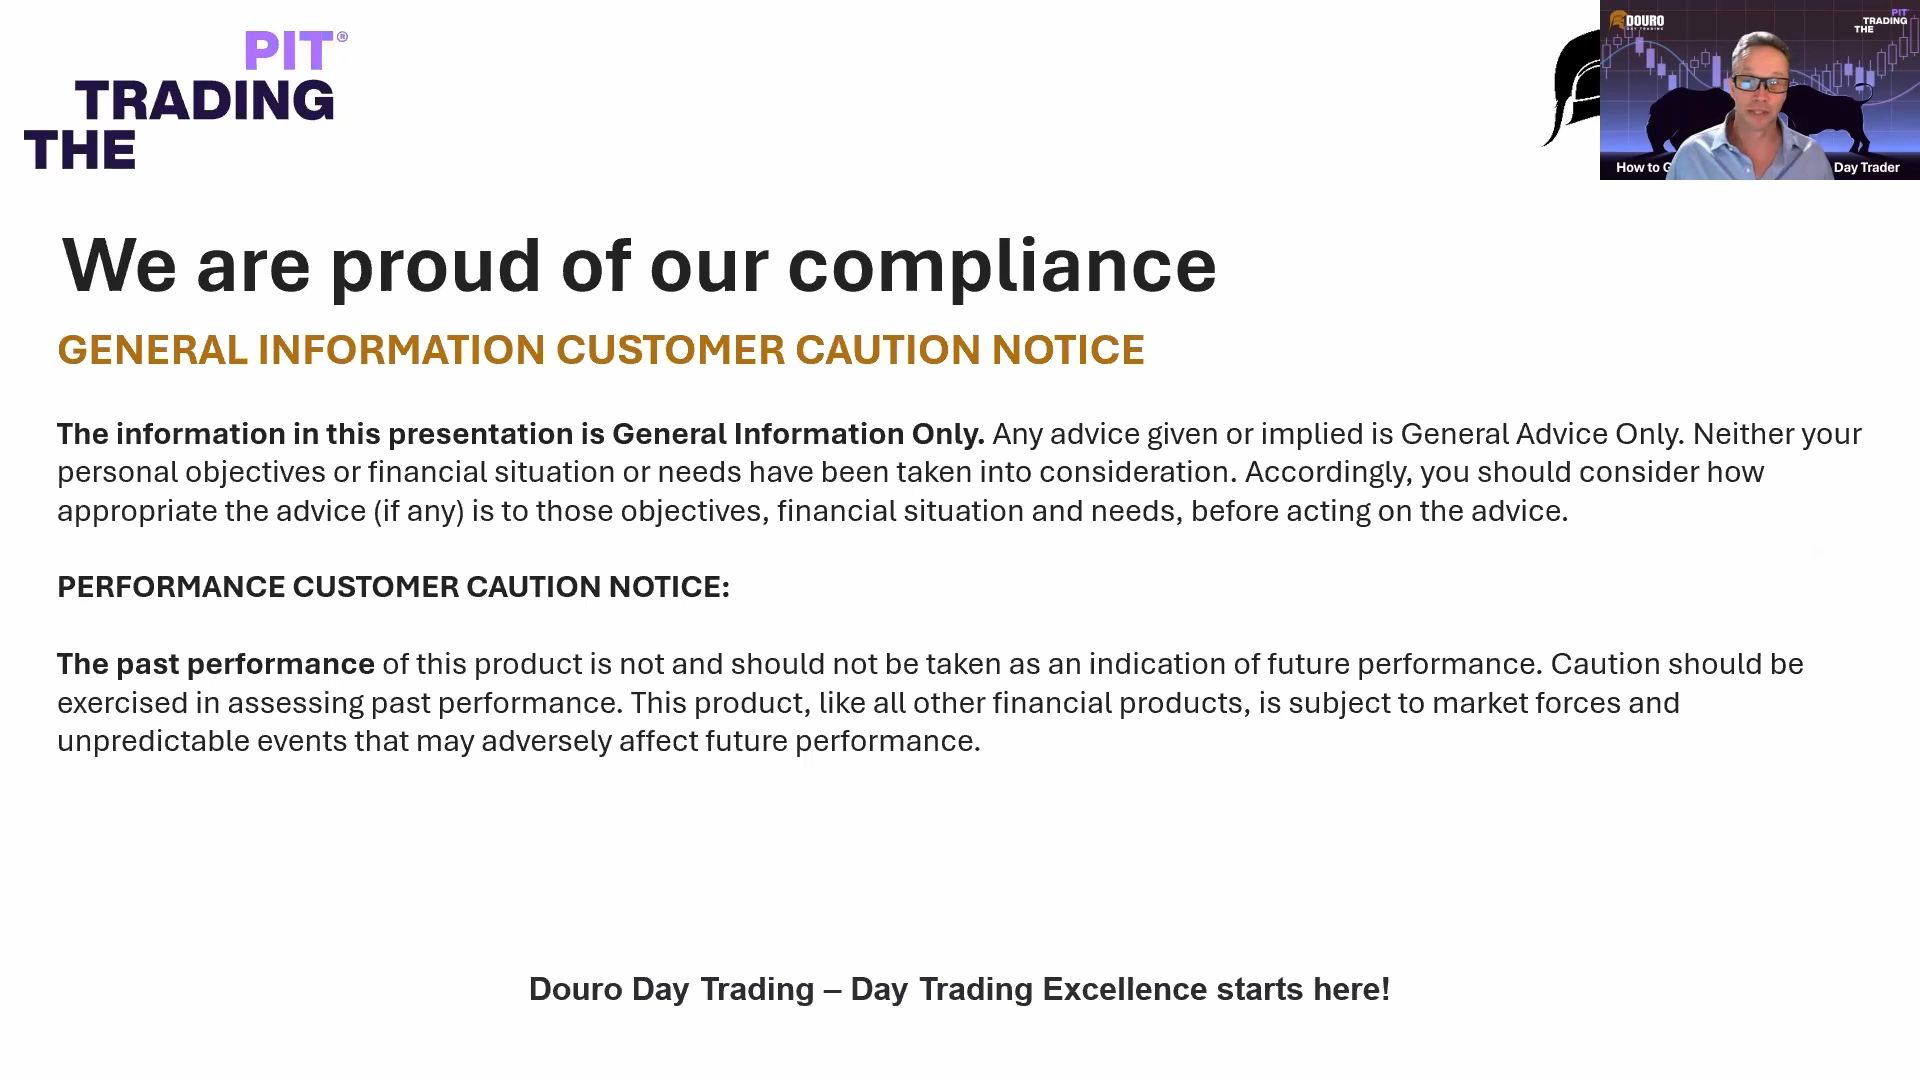 PIT®
TRADING
THE
DOURO
DAY TRADING
PIT
TRADING
THE
How to G
Day Trader
We are proud of our compliance
GENERAL INFORMATION CUSTOMER CAUTION NOTICE
The information in this presentation is General Information Only. Any advice given or implied is General Advice Only. Neither your
personal objectives or financial situation or needs have been taken into consideration. Accordingly, you should consider how
appropriate the advice (if any) is to those objectives, financial situation and needs, before acting on the advice.
PERFORMANCE CUSTOMER CAUTION NOTICE:
The past performance of this product is not and should not be taken as an indication of future performance. Caution should be
exercised in assessing past performance. This product, like all other financial products, is subject to market forces and
unpredictable events that may adversely affect future performance.
Douro Day Trading – Day Trading Excellence starts here!